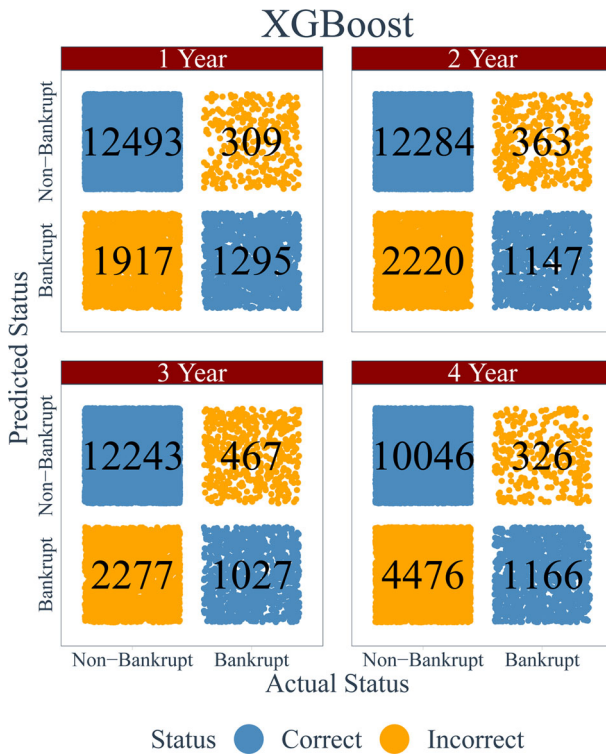 XGBoost
1 Year
2 Year
Non−Bankrupt
12493
309
12284
363
Bankrupt
1917
1295
2220
1147
Predicted Status
3 Year
4 Year
Non−Bankrupt
12243
467
10046
326
Bankrupt
2277
1027
4476
1166
Non−Bankrupt
Bankrupt
Non−Bankrupt
Bankrupt
Actual Status
Status
Correct
Incorrect